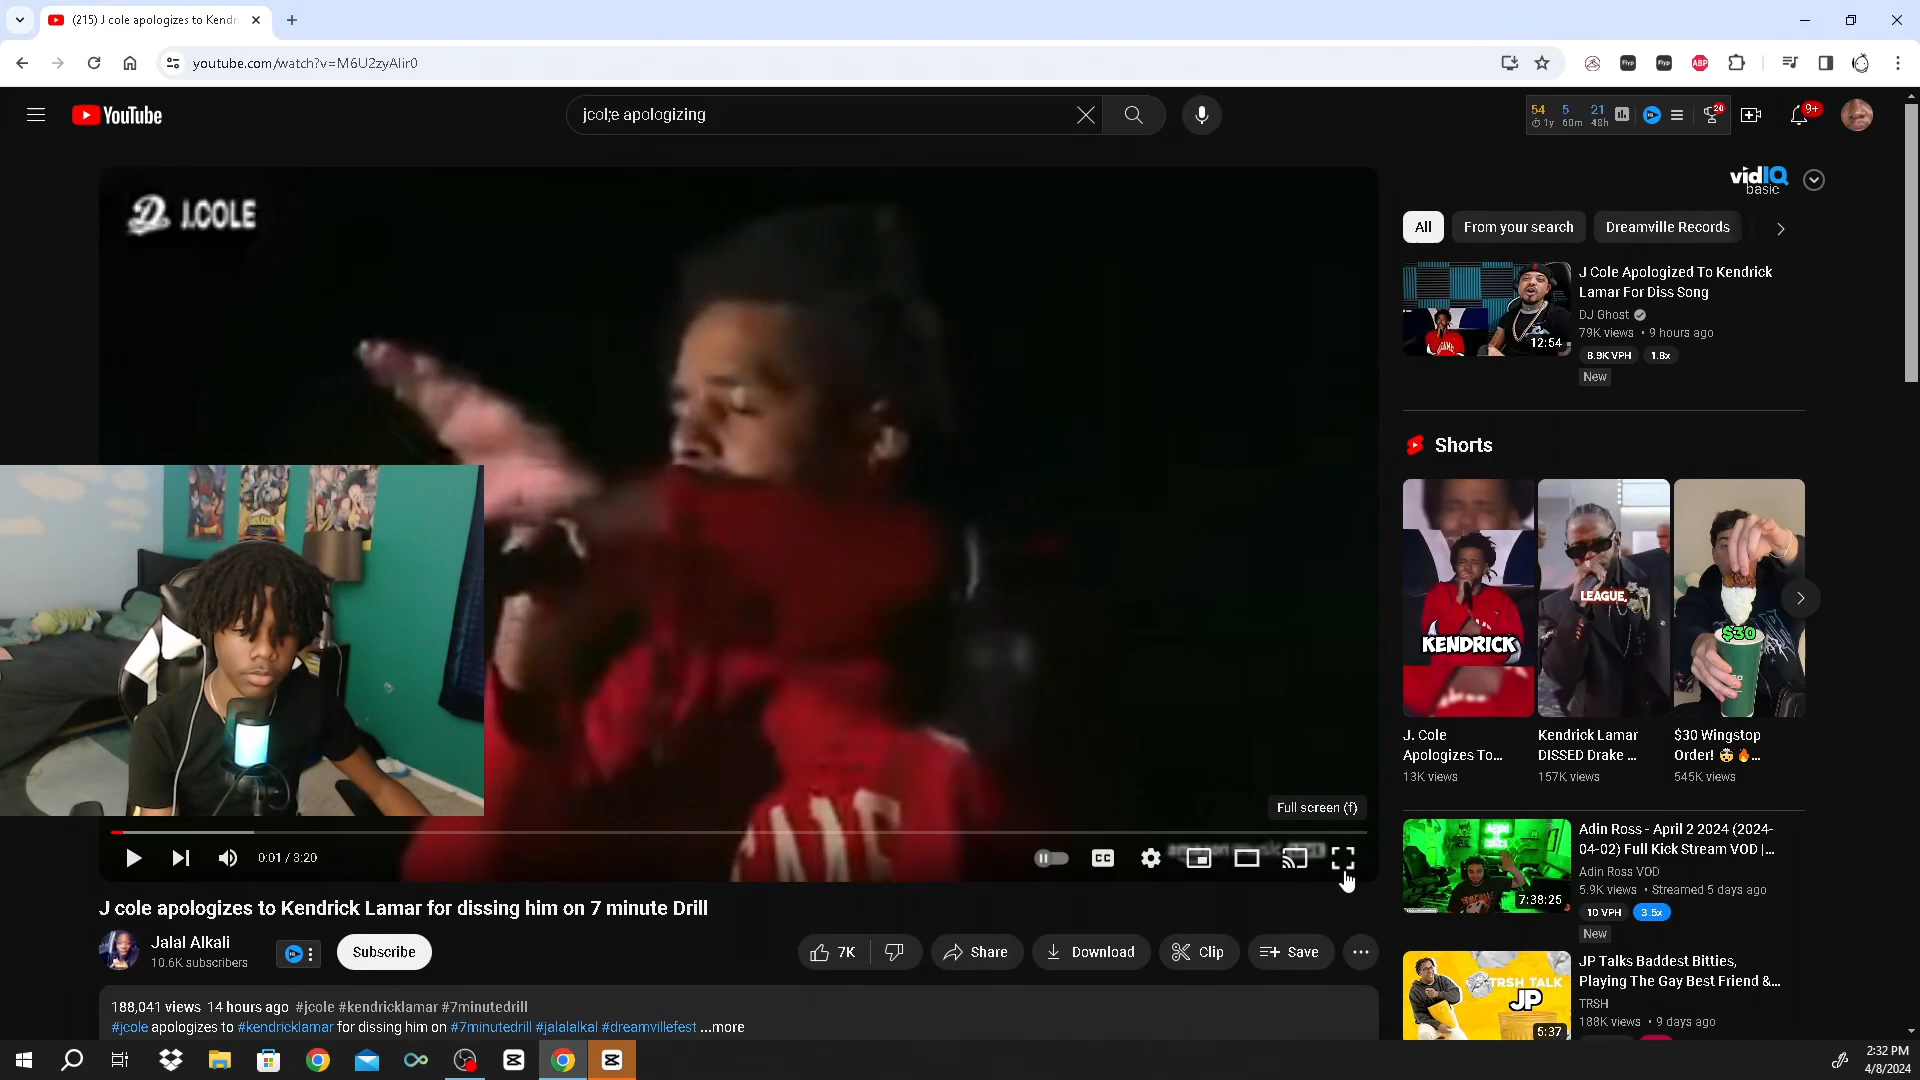 (215) J cole apologizes to Kendr
youtube.com/watch?v=M6U2zyAlir0
YouTube
jcol;e apologizing
54 5 21
1y 60m 48h
20
9+
J.COLE
vidIQ
basic
All
From your search
Dreamville Records
J Cole Apologized To Kendrick
Lamar For Diss Song
DJ Ghost
79K views • 9 hours ago
8.9K VPH
1.8x
New
12:54
Shorts
KENDRICK
LEAGUE,
$30
J. Cole
Apologizes To...
13K views
Kendrick Lamar
DISSED Drake ...
157K views
$30 Wingstop
Order! 🤯🔥...
545K views
Full screen (f)
0:01 / 3:20
CC
J cole apologizes to Kendrick Lamar for dissing him on 7 minute Drill
Jalal Alkali
10.6K subscribers
Subscribe
7K
Share
Download
Clip
Save
188,041 views 14 hours ago #jcole #kendricklamar #7minutedrill
#jcole apologizes to #kendricklamar for dissing him on #7minutedrill #jalalalkal #dreamvillefest ...more
Adin Ross - April 2 2024 (2024-
04-02) Full Kick Stream VOD |...
Adin Ross VOD
5.9K views • Streamed 5 days ago
10 VPH
3.5x
New
7:38:25
JP Talks Baddest Bitties,
Playing The Gay Best Friend &...
TRSH
188K views • 9 days ago
TRSH TALK
JP
5:37
ABP
Flyp
Flyp
2:32 PM
4/8/2024